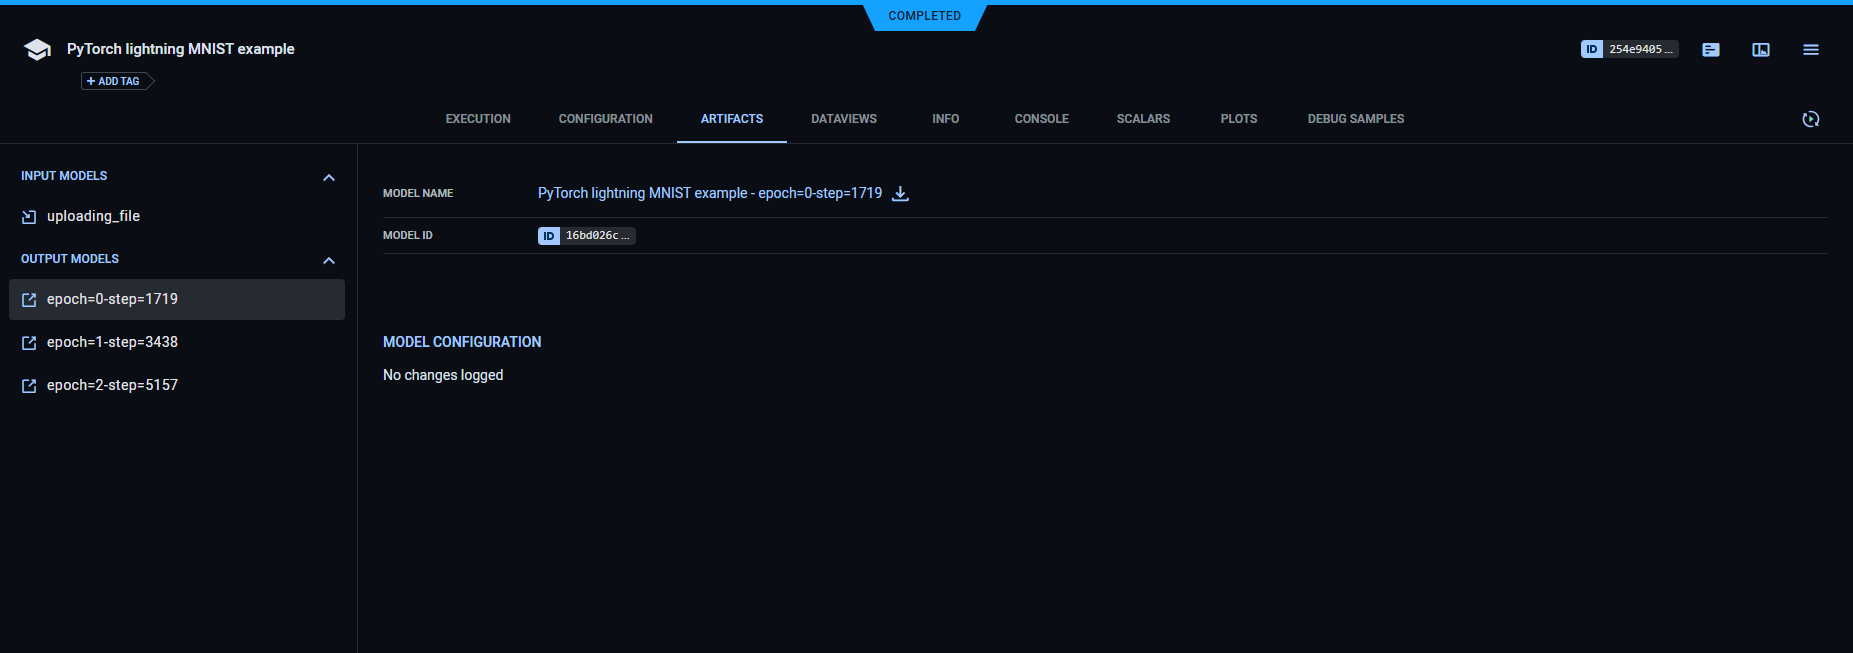 COMPLETED
PyTorch lightning MNIST example
ID 254e9405...
+ ADD TAG
EXECUTION CONFIGURATION ARTIFACTS DATAVIEWS INFO CONSOLE SCALARS PLOTS DEBUG SAMPLES
INPUT MODELS
uploading_file
OUTPUT MODELS
epoch=0-step=1719
epoch=1-step=3438
epoch=2-step=5157
MODEL NAME PyTorch lightning MNIST example - epoch=0-step=1719
MODEL ID ID 16bd026c...
MODEL CONFIGURATION
No changes logged